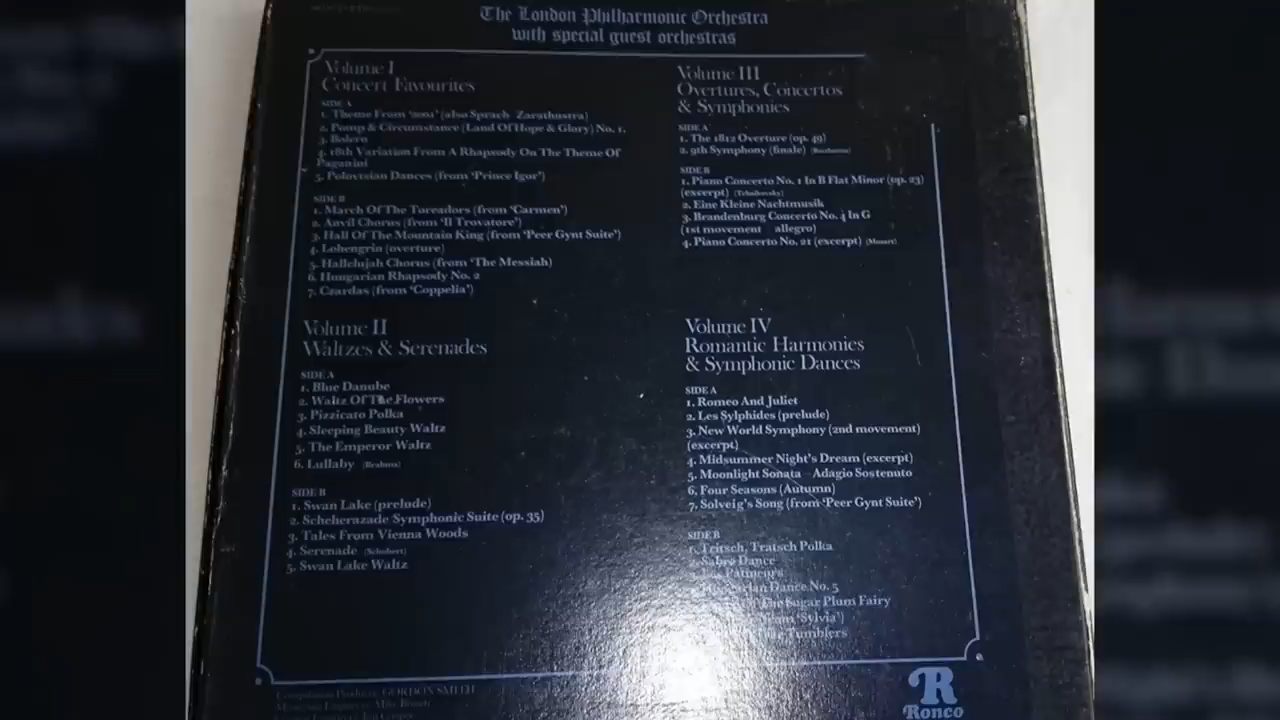 The London Philharmonic Orchestra
with special guest orchestras
Volume I
Concert Favourites
SIDE A
1. Theme From '2001' (also Sprach Zarathustra)
2. Pomp & Circumstance (Land Of Hope & Glory) No. 1.
3. Bolero
4. 18th Variation From A Rhapsody On The Theme Of
Paganini
5. Polovtsian Dances (from 'Prince Igor')
SIDE B
1. March Of The Toreadors (from 'Carmen')
2. Anvil Chorus (from 'Il Trovatore')
3. Hall Of The Mountain King (from 'Peer Gynt Suite')
4. Lohengrin (overture)
5. Hallelujah Chorus (from 'The Messiah)
6. Hungarian Rhapsody No. 2
7. Czardas (from 'Coppelia')
Volume II
Waltzes & Serenades
SIDE A
1. Blue Danube
2. Waltz Of The Flowers
3. Pizzicato Polka
4. Sleeping Beauty Waltz
5. The Emperor Waltz
6. Lullaby (Brahms)
SIDE B
1. Swan Lake (prelude)
2. Scheherazade Symphonic Suite (op. 35)
3. Tales From Vienna Woods
4. Serenade (Schubert)
5. Swan Lake Waltz
Volume III
Overtures, Concertos
& Symphonies
SIDE A
1. The 1812 Overture (op. 49)
2. 9th Symphony (finale) (Beethoven)
SIDE B
1. Piano Concerto No. 1 In B Flat Minor (op. 23)
(excerpt) (Tchaikovsky)
2. Eine Kleine Nachtmusik
3. Brandenburg Concerto No. 4 In G
(1st movement allegro)
4. Piano Concerto No. 21 (excerpt) (Mozart)
Volume IV
Romantic Harmonies
& Symphonic Dances
SIDE A
1. Romeo And Juliet
2. Les Sylphides (prelude)
3. New World Symphony (2nd movement)
(excerpt)
4. Midsummer Night's Dream (excerpt)
5. Moonlight Sonata Adagio Sostenuto
6. Four Seasons (Autumn)
7. Solveig's Song (from 'Peer Gynt Suite')
SIDE B
1. Tritsch, Tratsch Polka
2. Sabre Dance
Les Patineurs
Dance No. 5
The Sugar Plum Fairy
(from 'Sylvia')
Tumblers
Compilation Producer: GORDON SMITH
R
Ronco